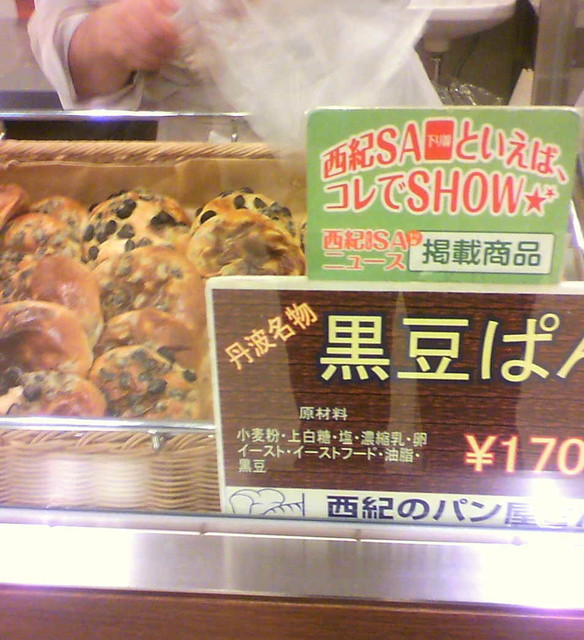 西紀SA下り線といえば、
コレでSHOW★
西紀SA
ニュース
掲載商品
丹波名物
黒豆ぱん
原材料
小麦粉・上白糖・塩・濃縮乳・卵
イースト・イーストフード・油脂・
黒豆
¥170
西紀のパン屋さん